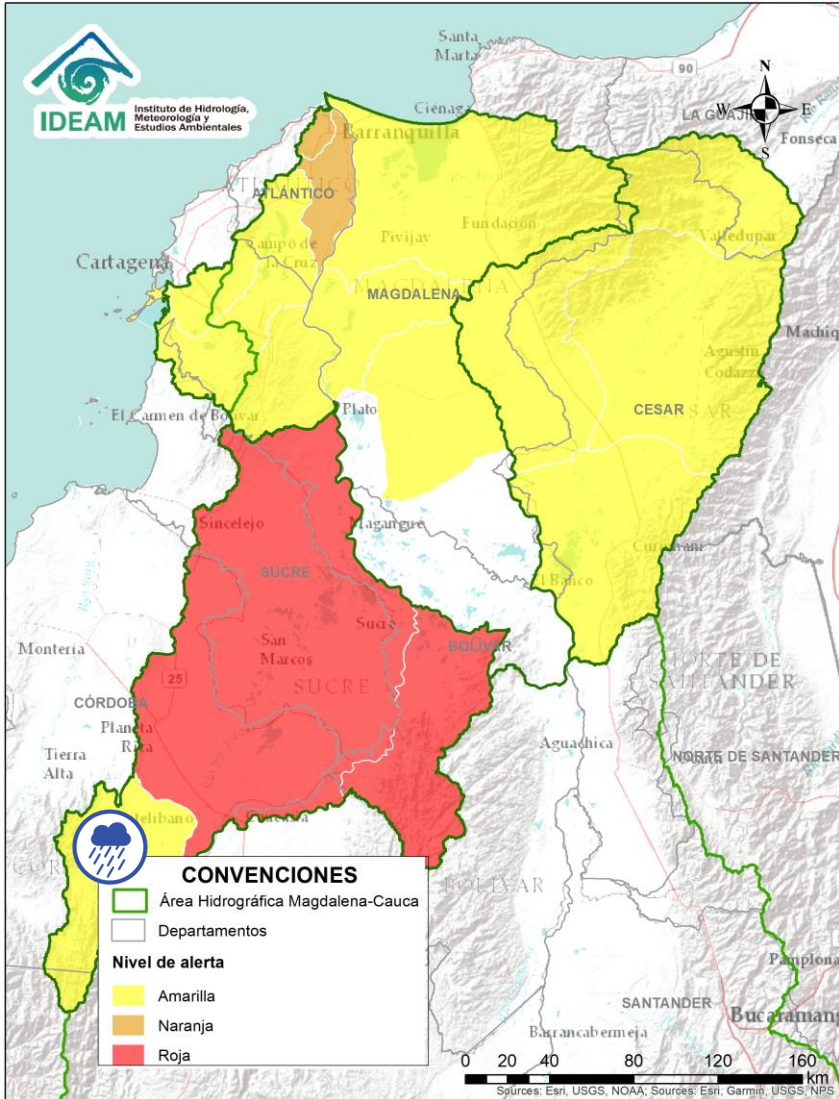 IDEAM
Instituto de Hidrología,
Meteorología y
Estudios Ambientales
Santa
Marta
90
N
W
E
S
Ciénaga
Barranquilla
Fonseca
ATLÁNTICO
Fundación
Valledupar
Campo de
la Cruz
Pivijay
Cartagena
MAGDALENA
Agustín
Codazzi
El Carmen de Bolívar
Plato
CESAR
Sincelejo
Magangue
SUCRE
El Banco
Montería
San
Marcos
Sucre
BOLÍVAR
SUCRE
25
NORTE DE
SANTANDER
CÓRDOBA
Planeta
Rica
Aguachica
NORTE DE SANTANDER
Tierra
Alta
BOLÍVAR
CONVENCIONES
Área Hidrográfica Magdalena-Cauca
Departamentos
Nivel de alerta
Amarilla
Naranja
Roja
Pamplona
SANTANDER
Barrancabermeja
0 20 40 80 120 160
km
Sources: Esri, USGS, NOAA; Sources: Esri, Garmin, USGS, NPS